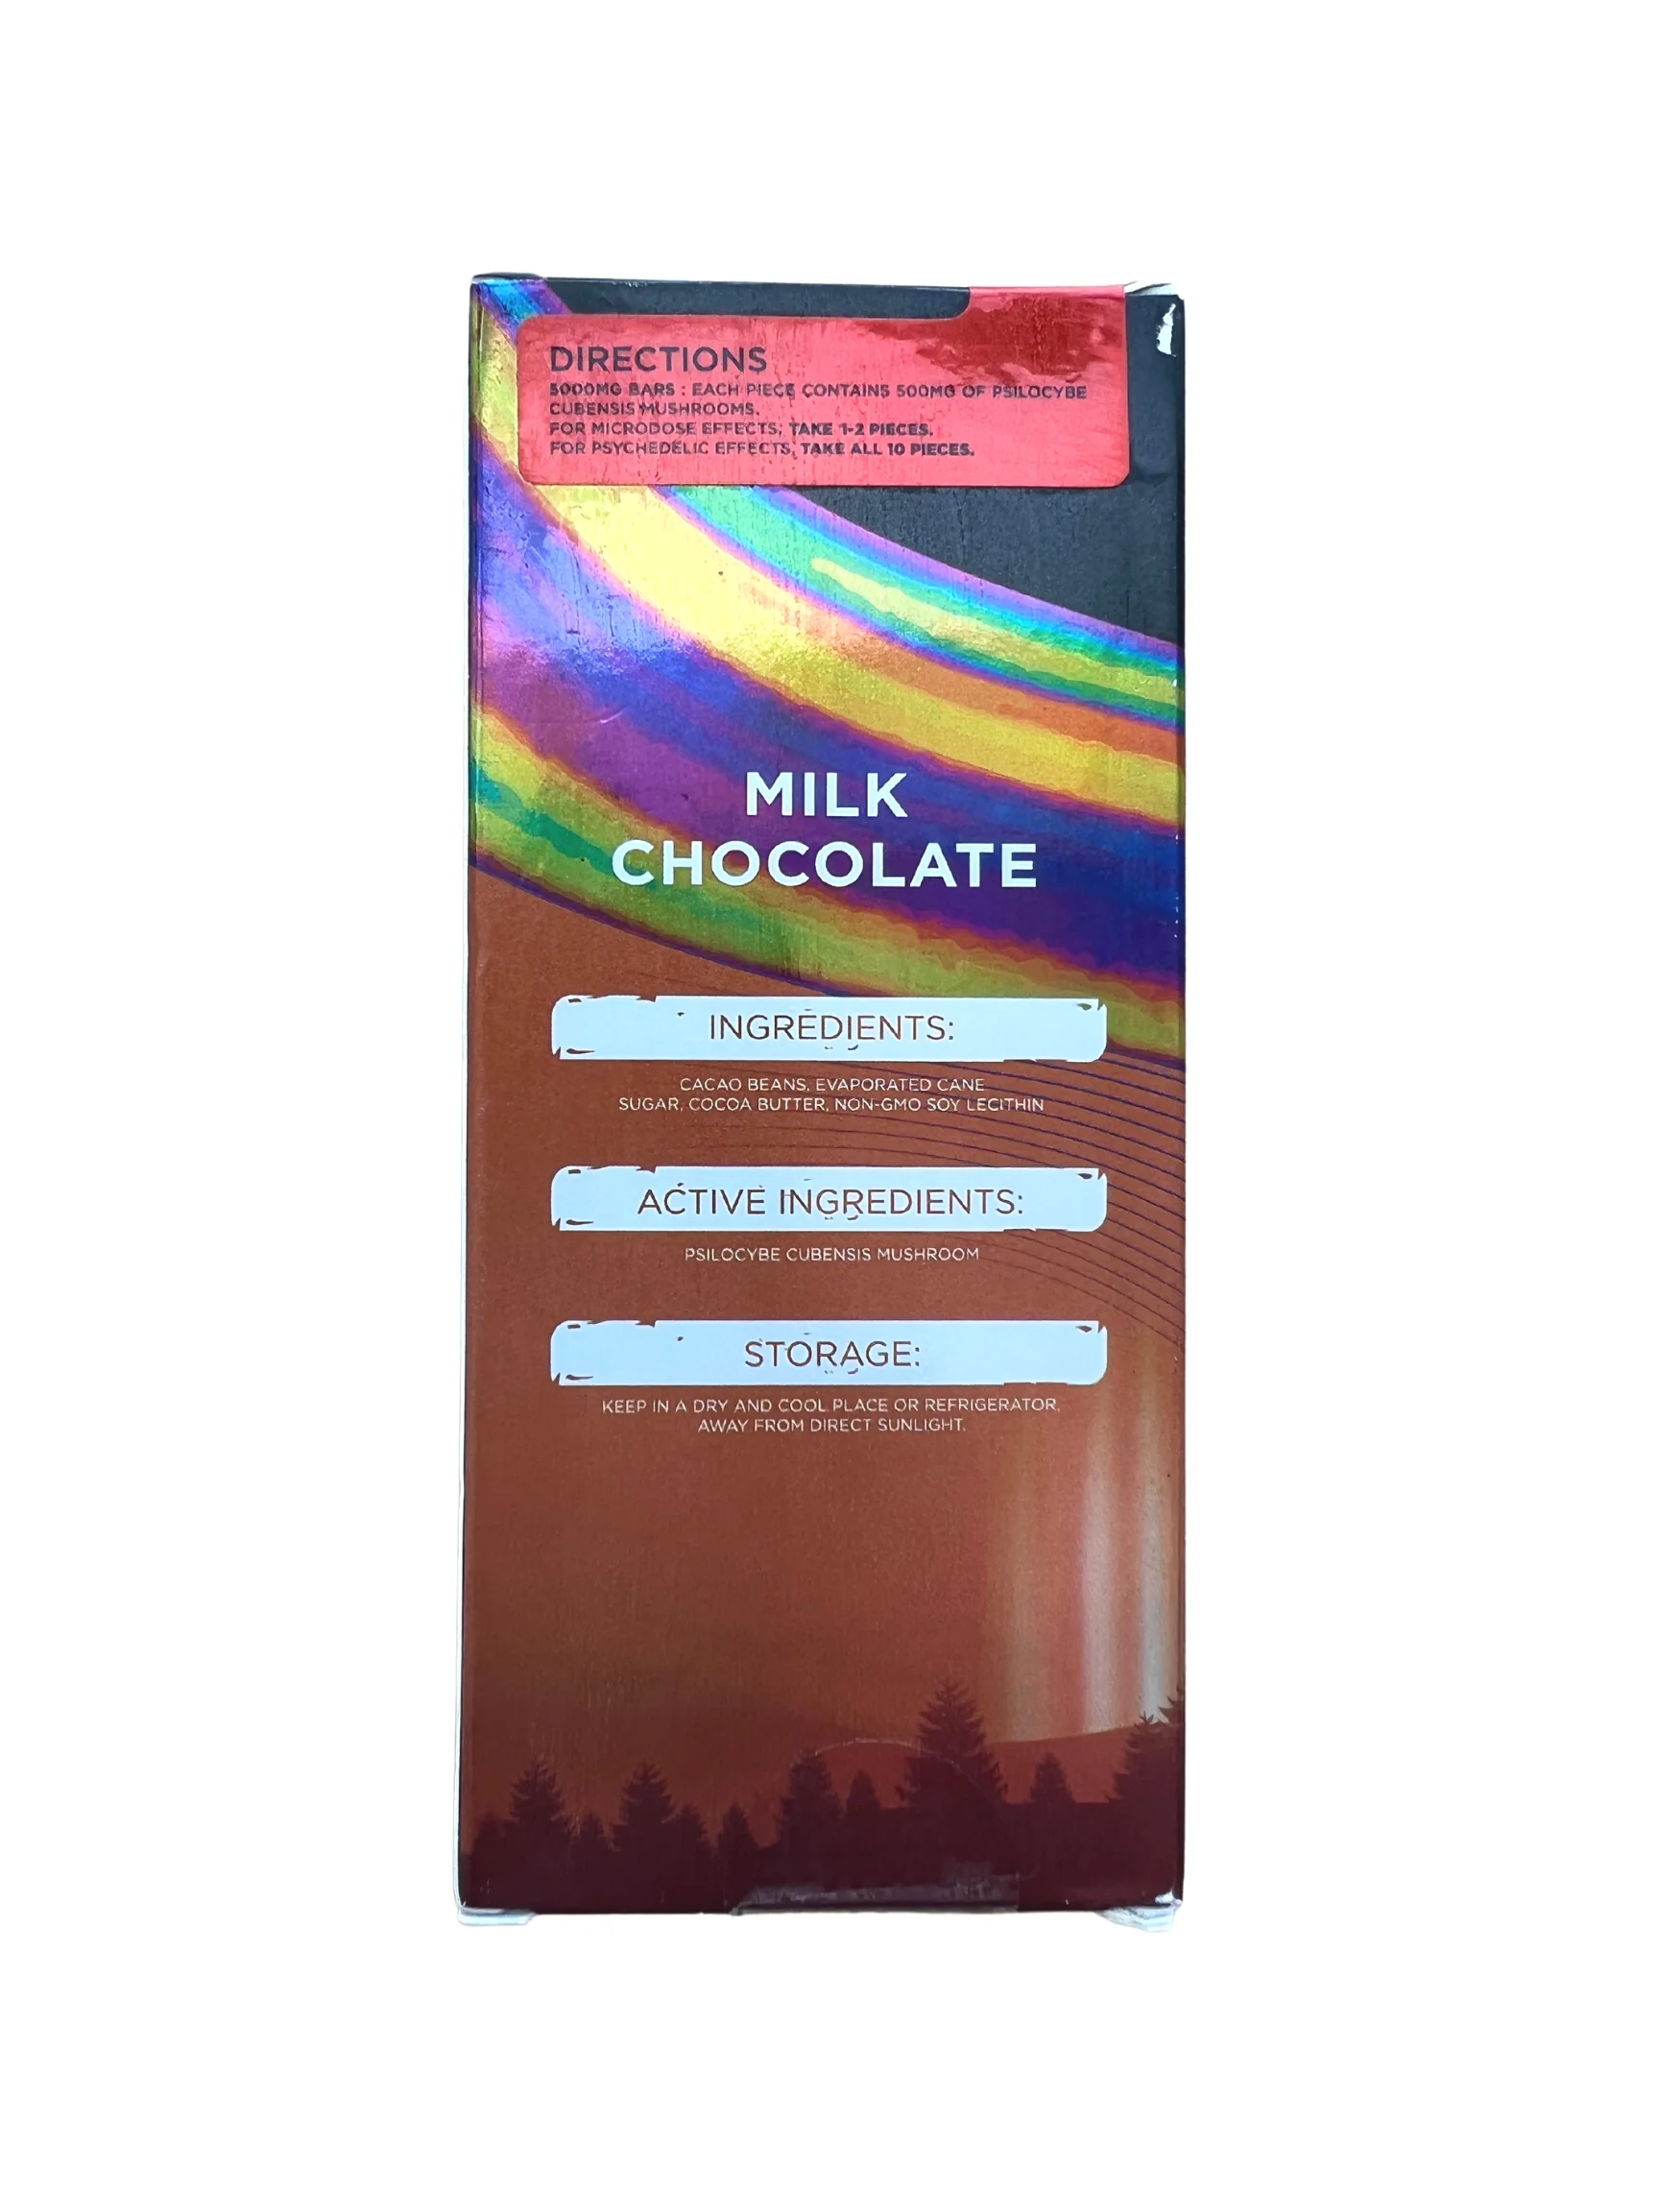 DIRECTIONS
5000MG BARS : EACH PIECE CONTAINS 500MG OF PSILOCYBE
CUBENSIS MUSHROOMS.
FOR MICRODOSE EFFECTS, TAKE 1-2 PIECES.
FOR PSYCHEDELIC EFFECTS, TAKE ALL 10 PIECES.
MILK
CHOCOLATE
INGREDIENTS:
CACAO BEANS, EVAPORATED CANE
SUGAR, COCOA BUTTER, NON-GMO SOY LECITHIN
ACTIVE INGREDIENTS:
PSILOCYBE CUBENSIS MUSHROOM
STORAGE:
KEEP IN A DRY AND COOL PLACE OR REFRIGERATOR,
AWAY FROM DIRECT SUNLIGHT.